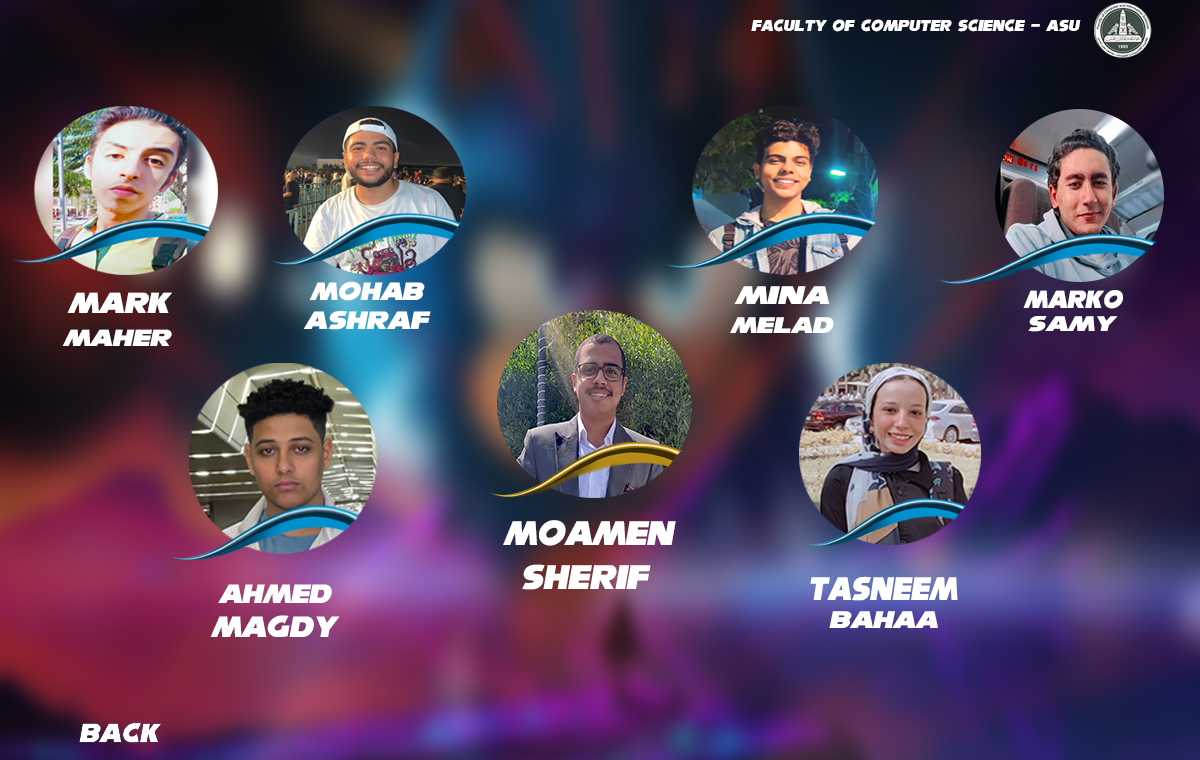 FACULTY OF COMPUTER SCIENCE - ASU
1995
MARK
MAHER
MOHAB
ASHRAF
MINA
MELAD
MARKO
SAMY
AHMED
MAGDY
MOAMEN
SHERIF
TASNEEM
BAHAA
BACK